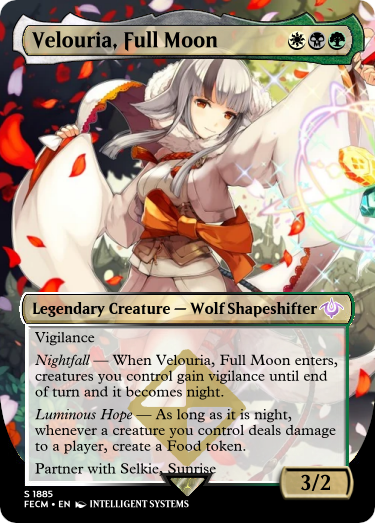 Velouria, Full Moon
Legendary Creature — Wolf Shapeshifter
Vigilance
Nightfall — When Velouria, Full Moon enters,
creatures you control gain vigilance until end
of turn and it becomes night.
Luminous Hope — As long as it is night,
whenever a creature you control deals damage
to a player, create a Food token.
Partner with Selkie, Sunrise
3/2
S 1885
FECM • EN INTELLIGENT SYSTEMS